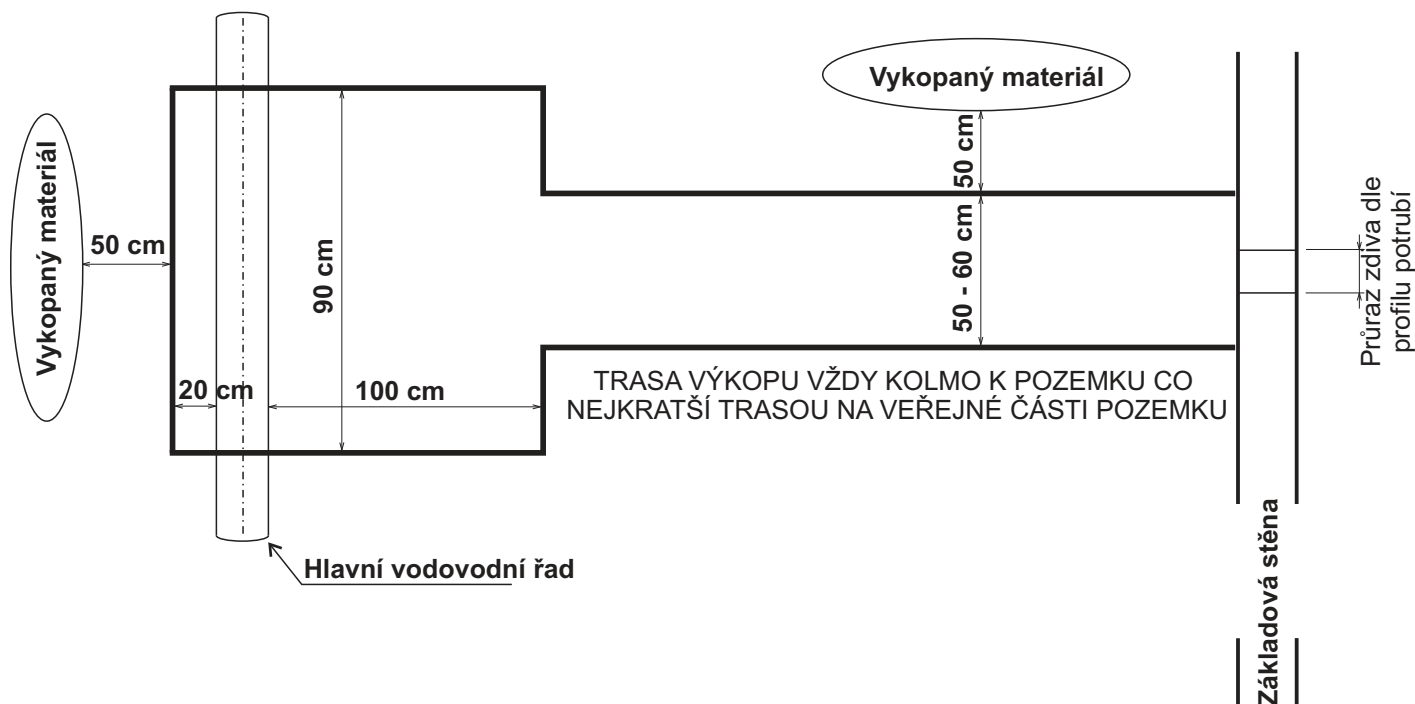 Vykopaný materiál
50 cm
Vykopaný materiál
50 cm
90 cm
50 - 60 cm
20 cm
100 cm
TRASA VÝKOPU VŽDY KOLMO K POZEMKU CO
NEJKRATŠÍ TRASOU NA VEŘEJNÉ ČÁSTI POZEMKU
Hlavní vodovodní řad
Základová stěna
Průraz zdiva dle
profilu potrubí